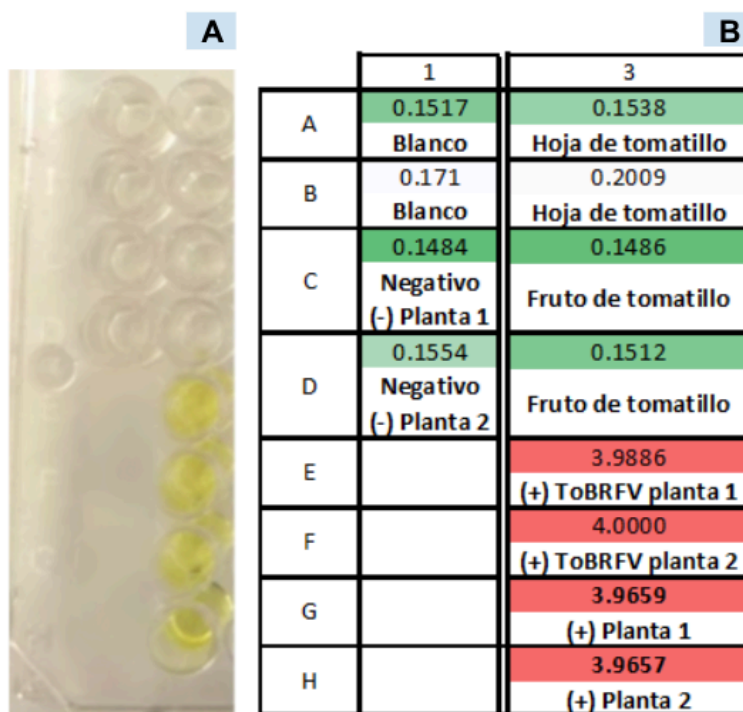 A
B
1 3
A 0.1517 0.1538
Blanco Hoja de tomatillo
B 0.171 0.2009
Blanco Hoja de tomatillo
C 0.1484 0.1486
Negativo
(-) Planta 1
Fruto de tomatillo
D 0.1554 0.1512
Negativo
(-) Planta 2
Fruto de tomatillo
E 3.9886
(+) ToBRFV planta 1
F 4.0000
(+) ToBRFV planta 2
G 3.9659
(+) Planta 1
H 3.9657
(+) Planta 2